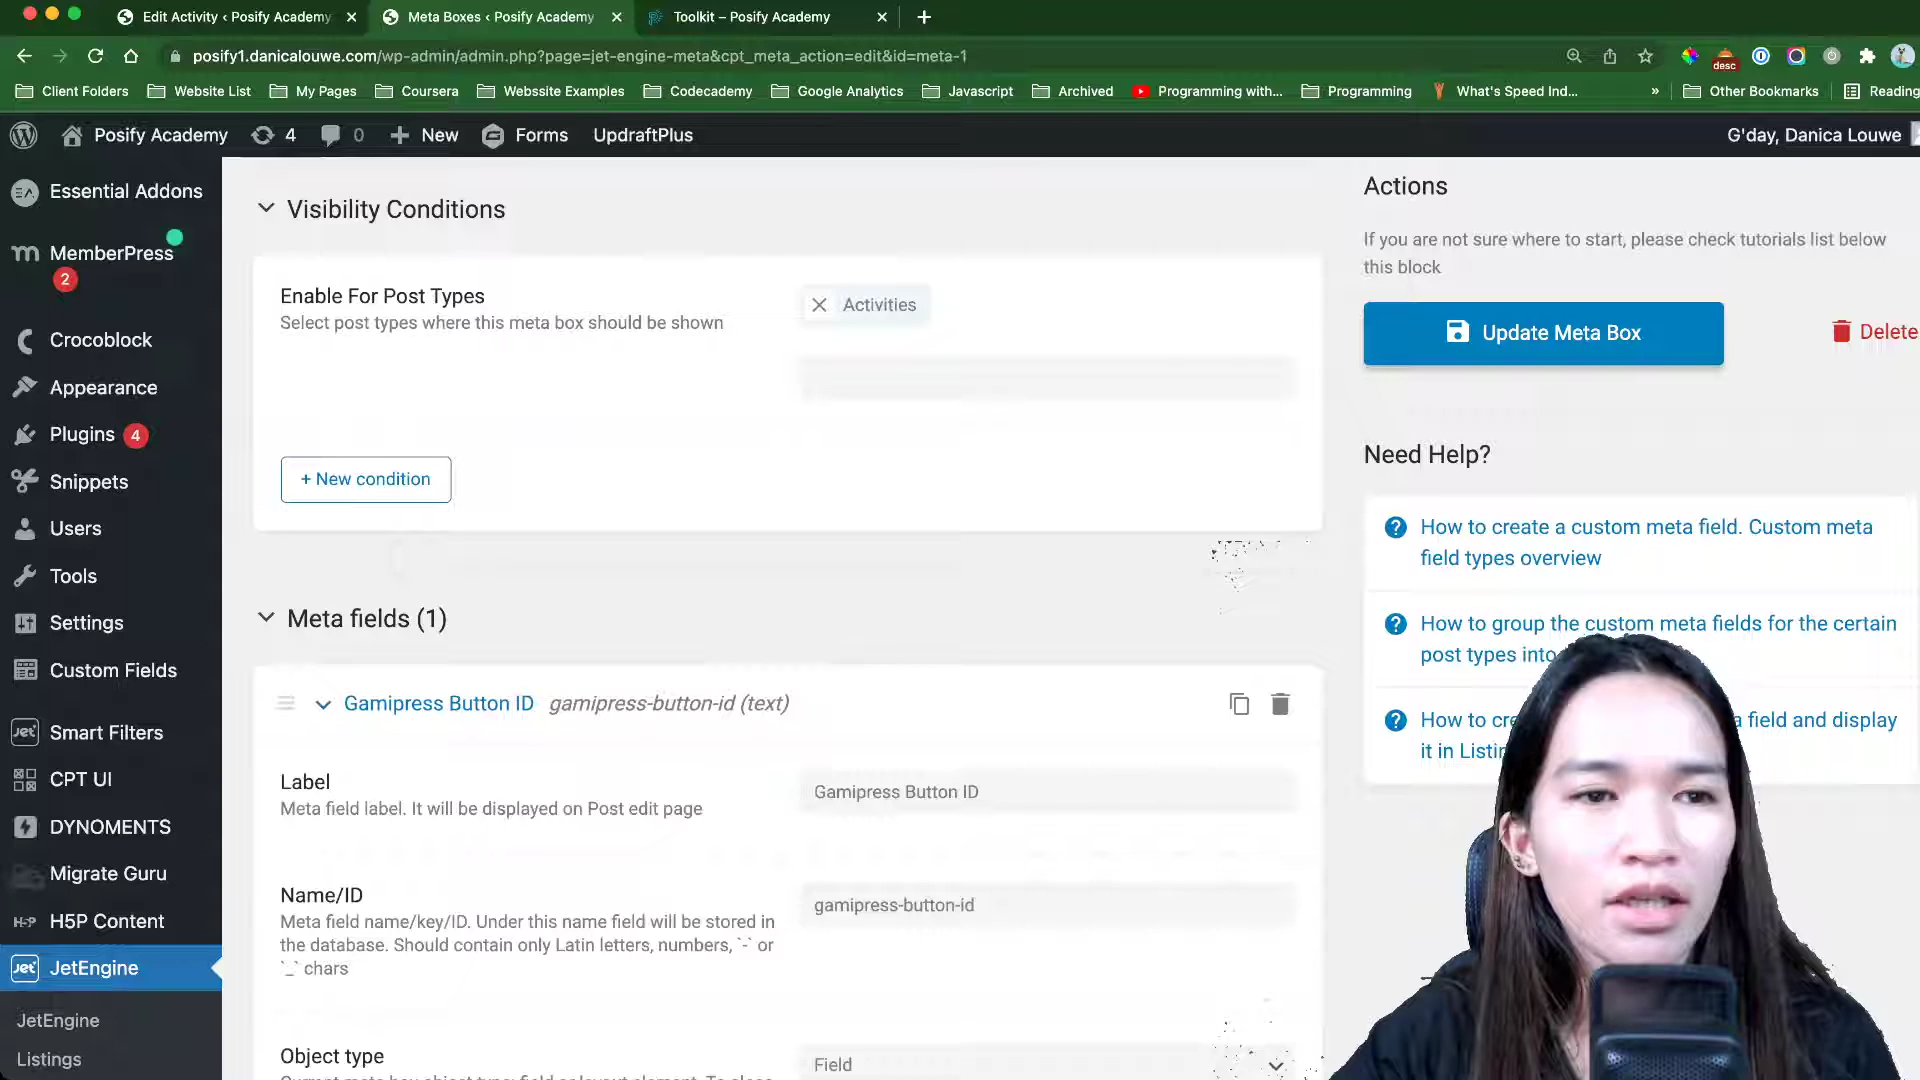 Edit Activity ‹ Posify Academy
Meta Boxes ‹ Posify Academy
Toolkit – Posify Academy
posify1.danicalouwe.com/wp-admin/admin.php?page=jet-engine-meta&cpt_meta_action=edit&id=meta-1
desc
Client Folders
Website List
My Pages
Coursera
Webssite Examples
Codecademy
Google Analytics
Javascript
Archived
Programming with...
Programming
What's Speed Ind...
»
Other Bookmarks
Reading
Posify Academy
4
0
New
Forms
UpdraftPlus
G'day, Danica Louwe
Essential Addons
MemberPress
2
Crocoblock
Appearance
Plugins 4
Snippets
Users
Tools
Settings
Custom Fields
Smart Filters
CPT UI
DYNOMENTS
Migrate Guru
H5P Content
JetEngine
JetEngine
Listings
Visibility Conditions
Enable For Post Types
Select post types where this meta box should be shown
Activities
+ New condition
Meta fields (1)
Gamipress Button ID gamipress-button-id (text)
Label
Meta field label. It will be displayed on Post edit page
Gamipress Button ID
Name/ID
Meta field name/key/ID. Under this name field will be stored in
the database. Should contain only Latin letters, numbers, `-` or
`_` chars
gamipress-button-id
Object type
Field
Actions
If you are not sure where to start, please check tutorials list below
this block
Update Meta Box
Delete
Need Help?
How to create a custom meta field. Custom meta
field types overview
How to group the custom meta fields for the certain
post types into
How to
field and display
it in